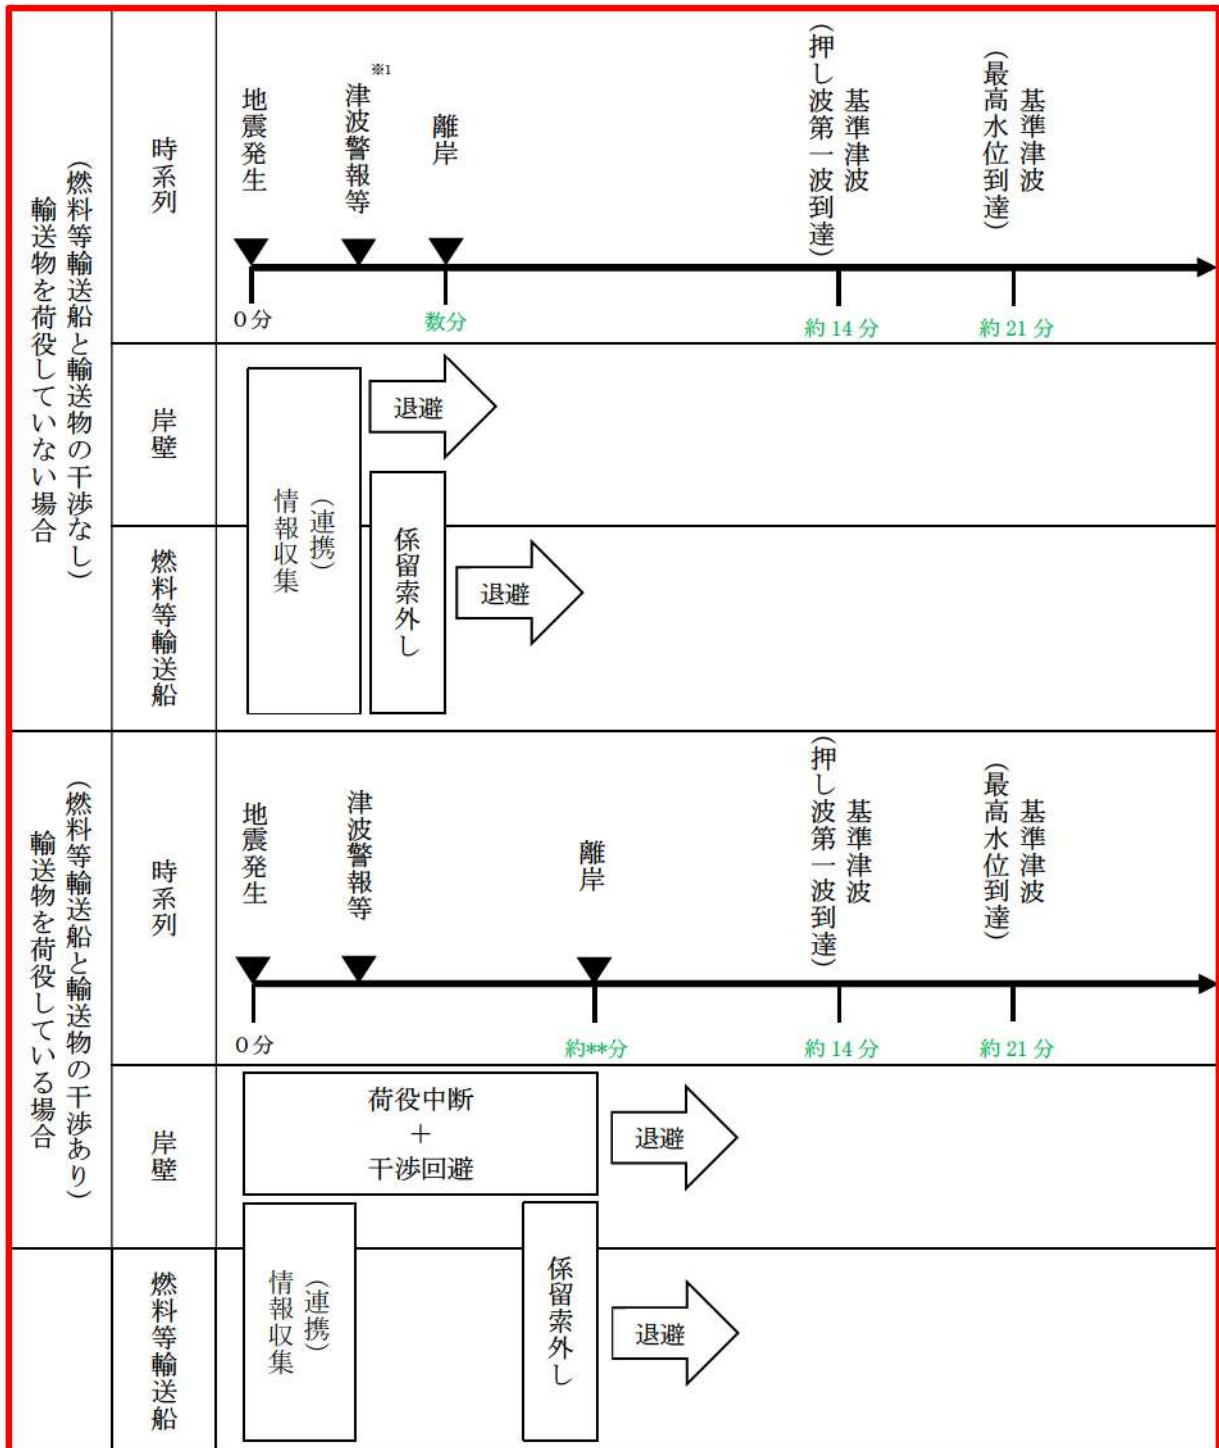 輸送物を荷役していない場合
（燃料等輸送船と輸送物の干渉なし）
時系列
地震発生
津波警報等
※1
離岸
基準津波
（押し波第一波到達）
基準津波
（最高水位到達）
0分
数分
約14分
約21分
岸壁
退避
情報収集
（連携）
係留索外し
燃料等輸送船
退避
輸送物を荷役している場合
（燃料等輸送船と輸送物の干渉あり）
時系列
地震発生
津波警報等
離岸
基準津波
（押し波第一波到達）
基準津波
（最高水位到達）
0分
約**分
約14分
約21分
岸壁
荷役中断
＋
干渉回避
退避
情報収集
（連携）
係留索外し
燃料等輸送船
退避